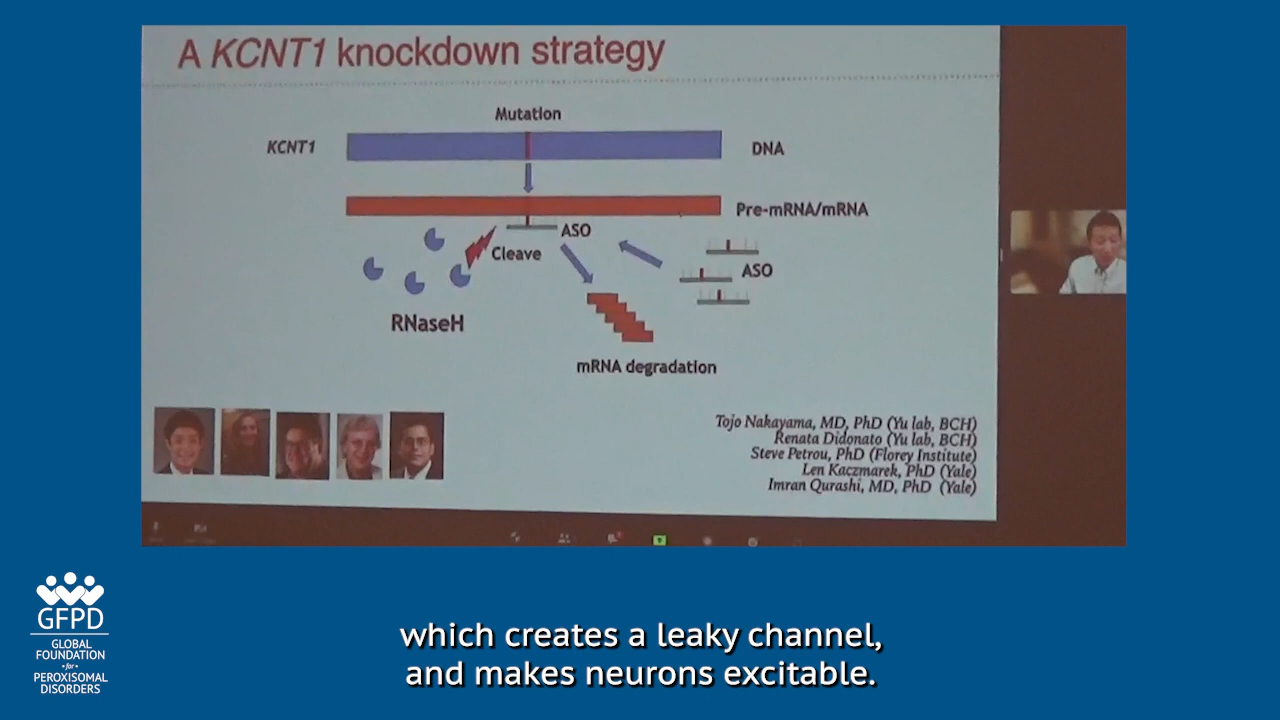 A KCNT1 knockdown strategy
Mutation
KCNT1
DNA
Pre-mRNA/mRNA
ASO
Cleave
ASO
RNaseH
mRNA degradation
Tojo Nakayama, MD, PhD (Yu lab, BCH)
Renata Didonato (Yu lab, BCH)
Steve Petrou, PhD (Florey Institute)
Len Kaczmarek, PhD (Yale)
Imran Qurashi, MD, PhD (Yale)
GFPD
GLOBAL
FOUNDATION
for
PEROXISOMAL
DISORDERS
which creates a leaky channel,
and makes neurons excitable.